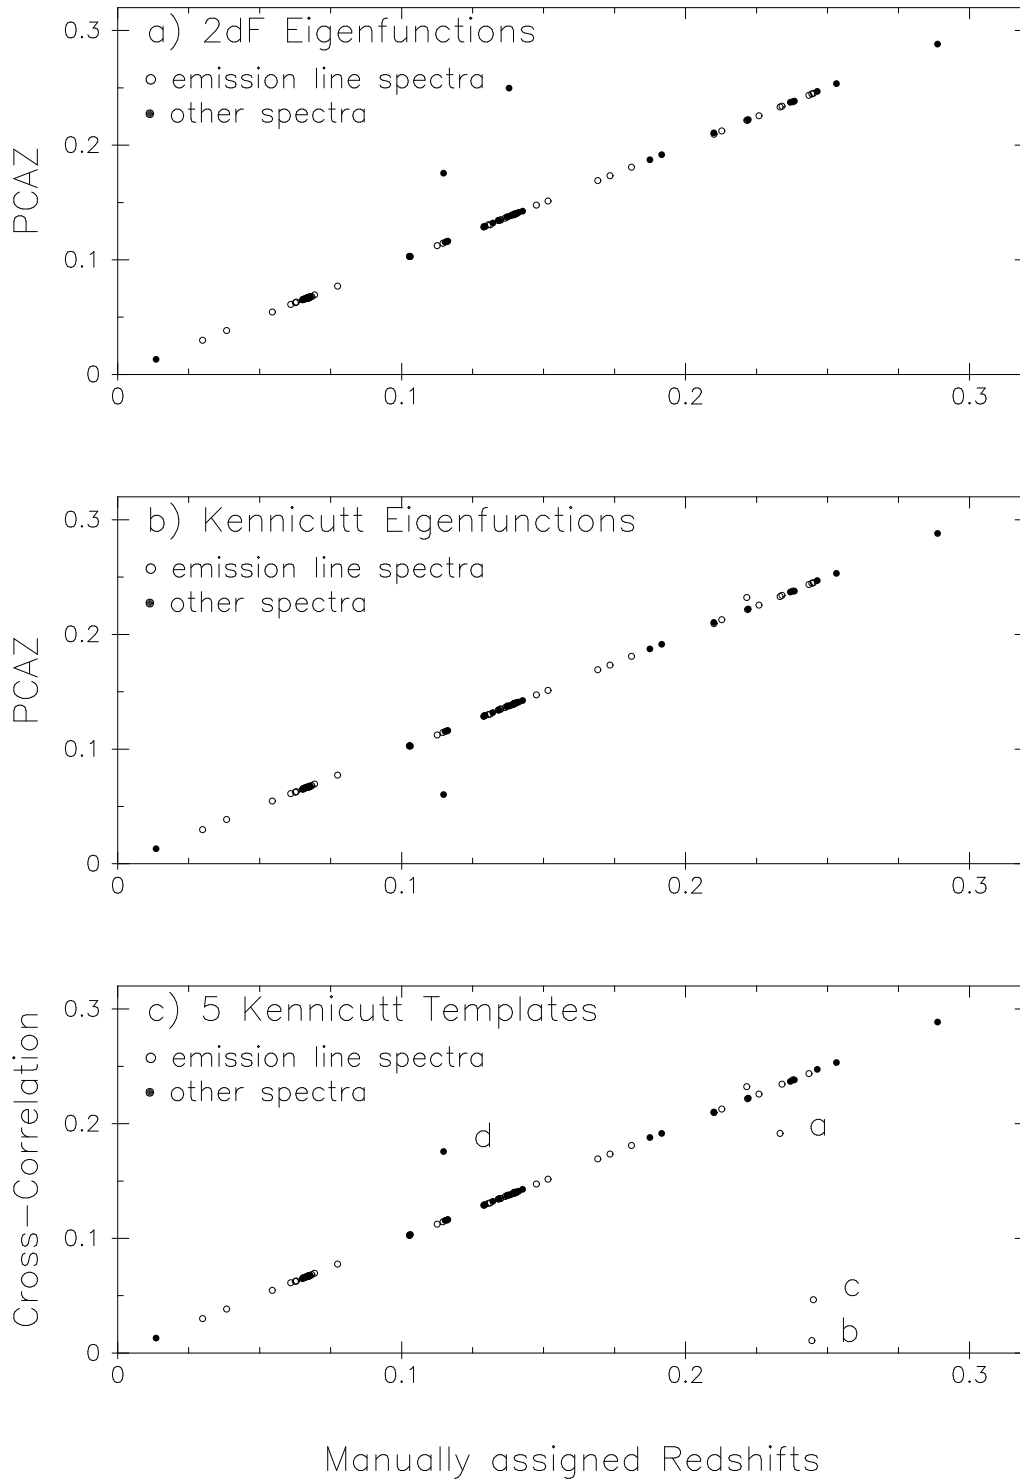 a) 2dF Eigenfunctions
emission line spectra
other spectra
PCAZ
0.3
0.2
0.1
0
0 0.1 0.2 0.3
b) Kennicutt Eigenfunctions
emission line spectra
other spectra
PCAZ
0.3
0.2
0.1
0
0 0.1 0.2 0.3
c) 5 Kennicutt Templates
emission line spectra
other spectra
Cross-Correlation
0.3
0.2
0.1
0
d
a
c
b
0 0.1 0.2 0.3
Manually assigned Redshifts